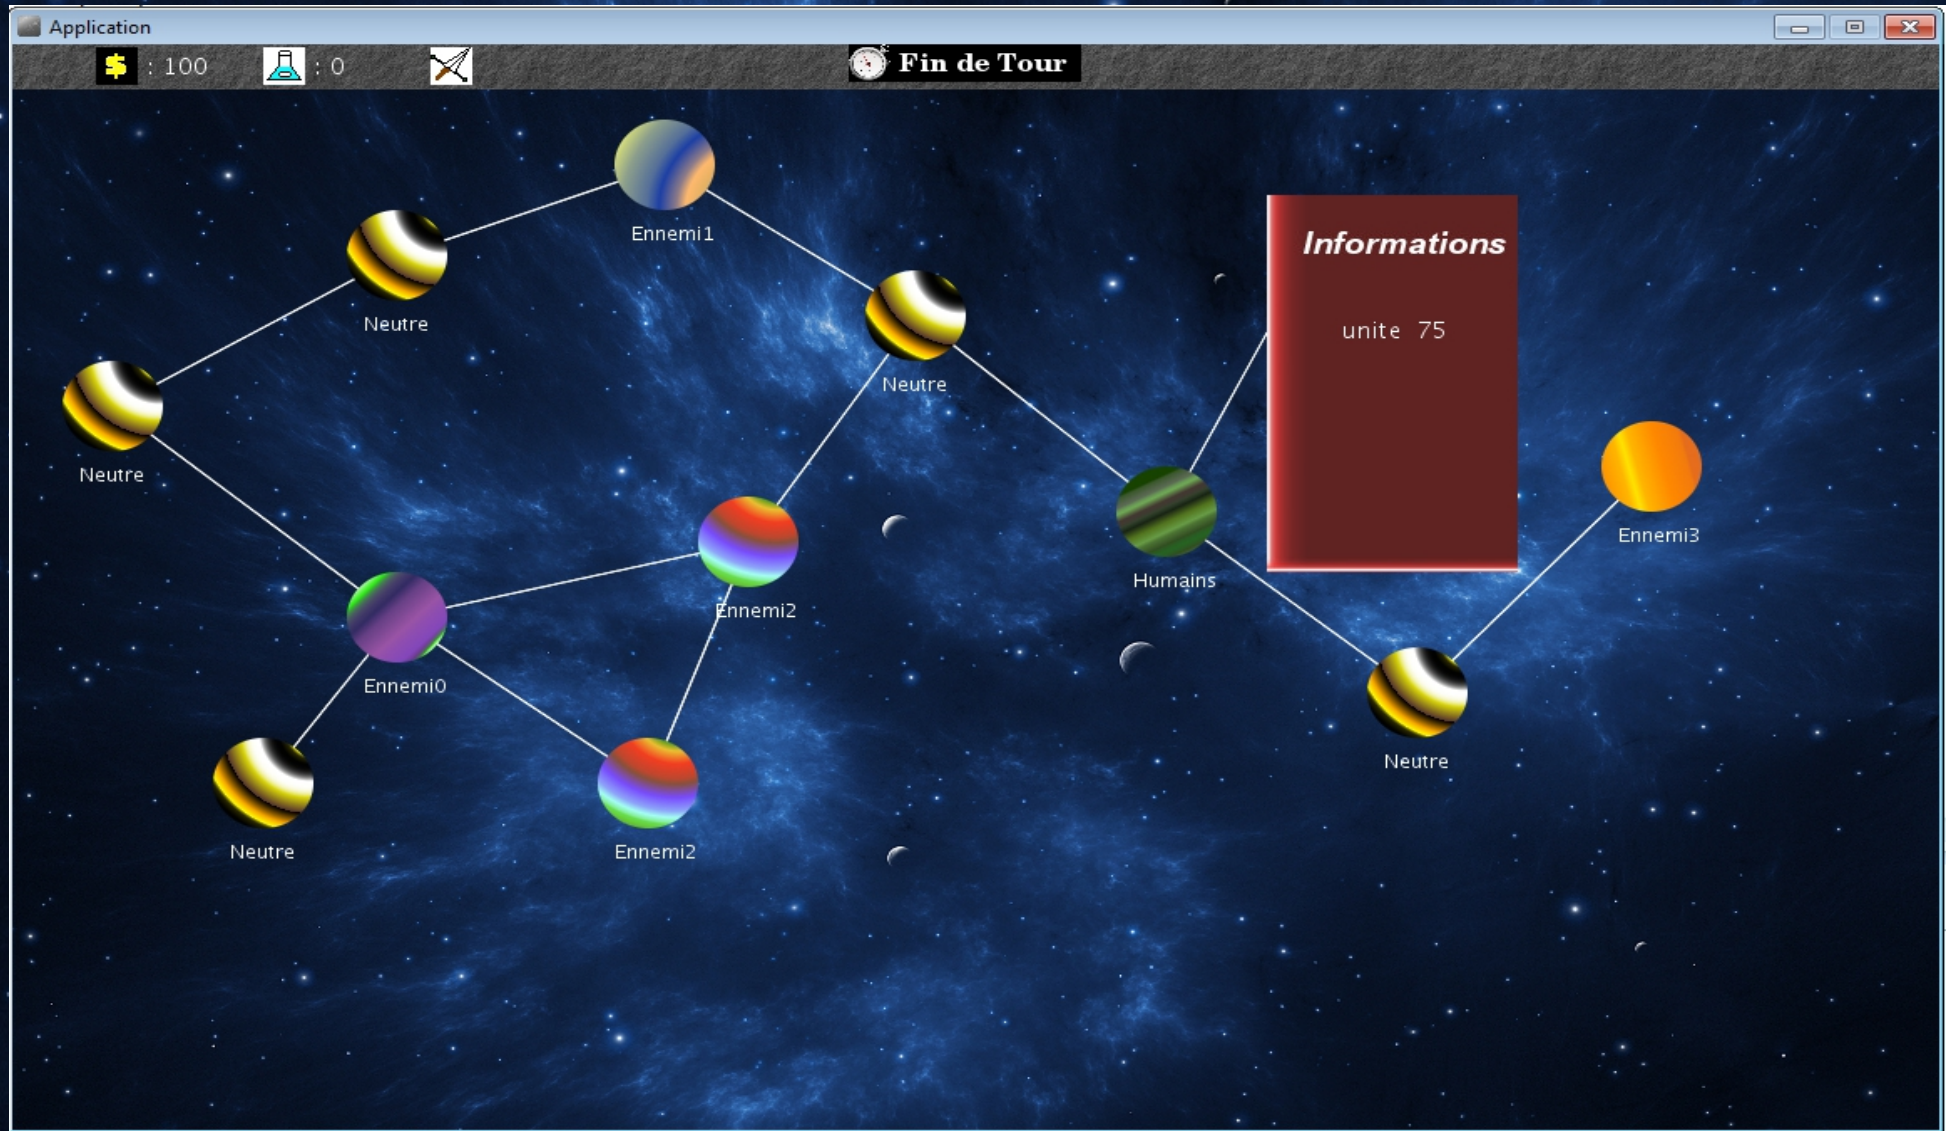 Application
$ : 100 : 0 Fin de Tour
Ennemi1
Informations
Neutre
unite 75
Neutre
Neutre
Ennemi3
Humains
Ennemi2
Ennemi0
Neutre
Neutre
Ennemi2